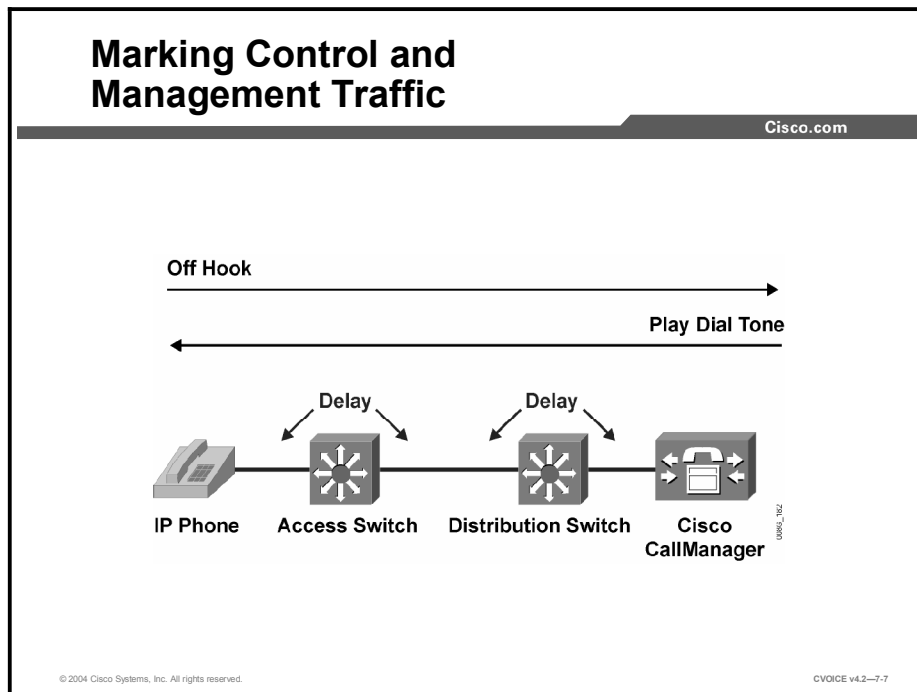 Marking Control and
Management Traffic
Cisco.com
Off Hook
Play Dial Tone
Delay
Delay
IP Phone
Access Switch
Distribution Switch
Cisco
CallManager
© 2004 Cisco Systems, Inc. All rights reserved.
CVOICE v4.2—7-7